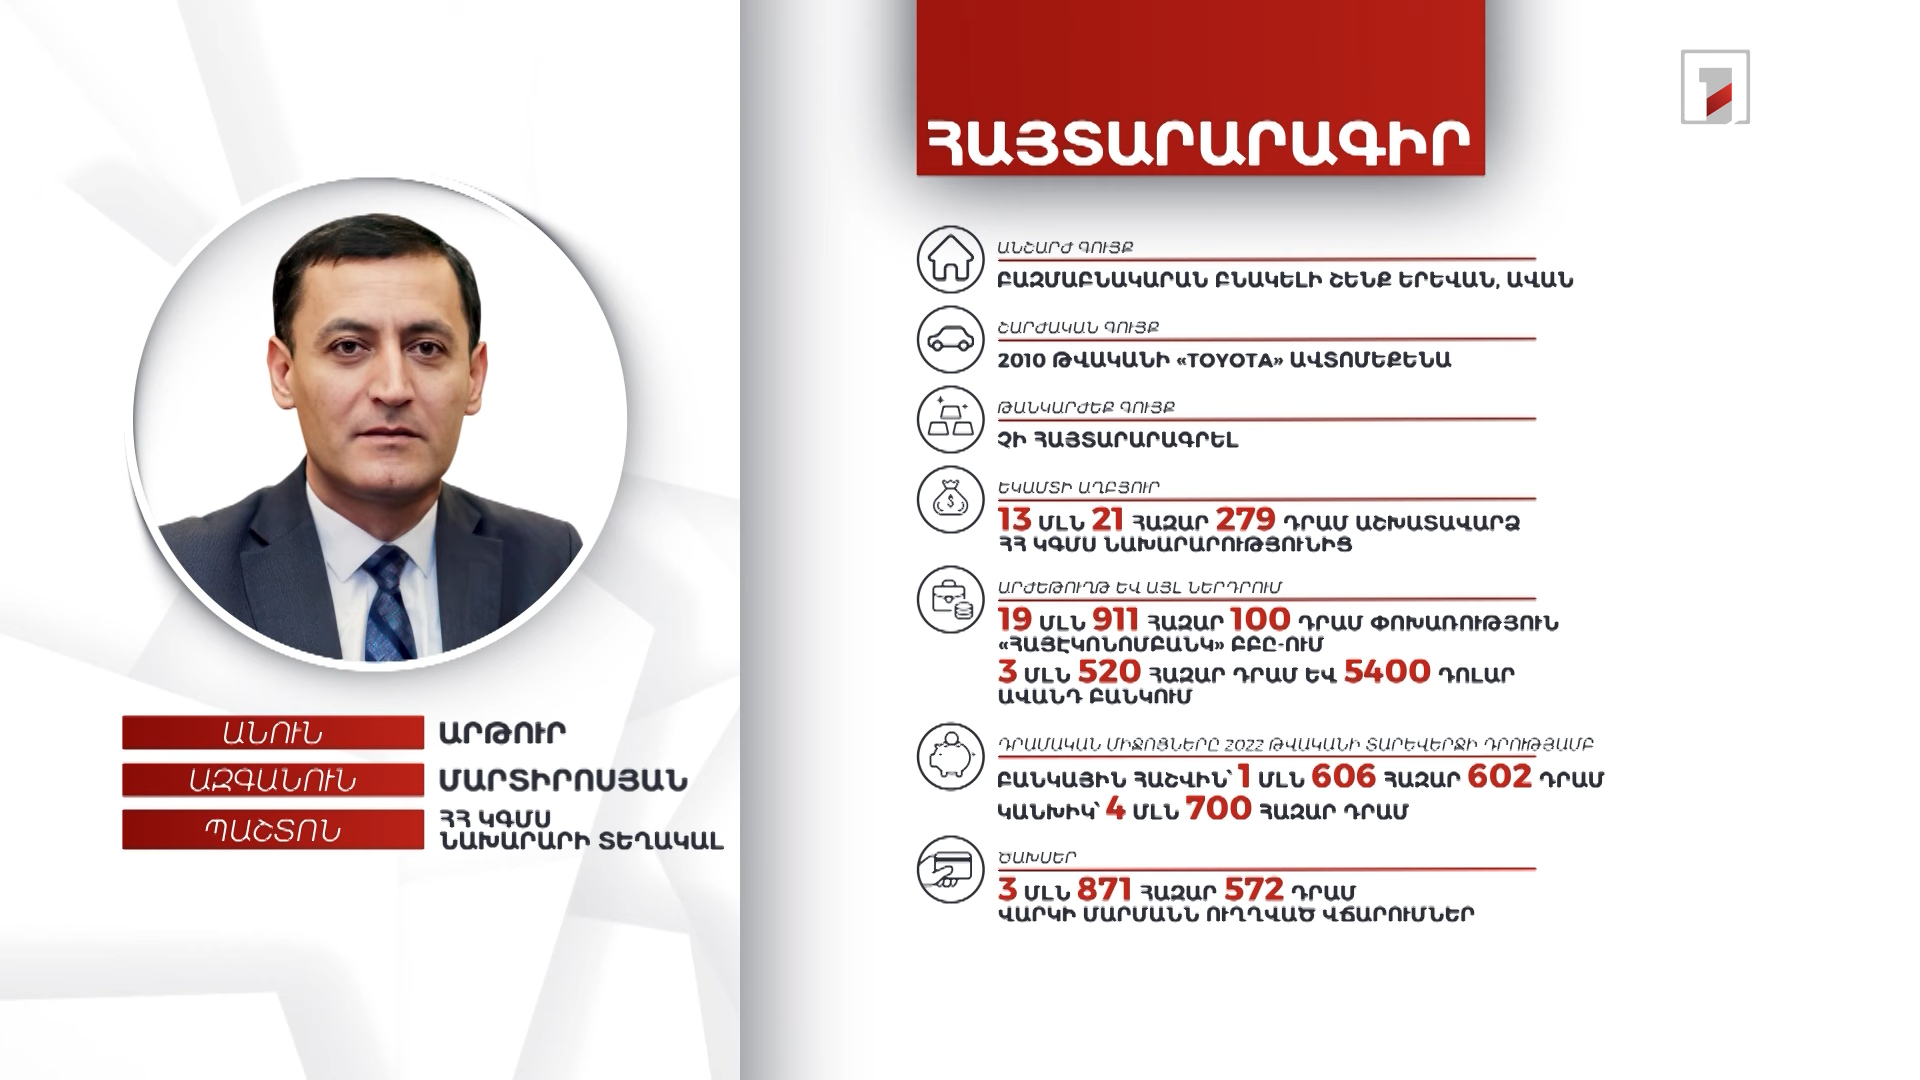 ՀԱՅՏԱՐԱՐԱԳԻՐ
ԱՆՇԱՐԺ ԳՈՒՅՔ
ԲԱԶՄԱԲՆԱԿԱՐԱՆ ԲՆԱԿԵԼԻ ՇԵՆՔ ԵՐԵՎԱՆ, ԱՎԱՆ
ՇԱՐԺԱԿԱՆ ԳՈՒՅՔ
2010 ԹՎԱԿԱՆԻ «TOYOTA» ԱՎՏՈՄԵՔԵՆԱ
ԹԱՆԿԱՐԺԵՔ ԳՈՒՅՔ
ՉԻ ՀԱՅՏԱՐԱՐԱԳՐԵԼ
ԵԿԱՄՏԻ ԱՂԲՅՈՒՐ
13 ՄԼՆ 21 ՀԱԶԱՐ 279 ԴՐԱՄ ԱՇԽԱՏԱՎԱՐՁ
ՀՀ ԿԳՄՍ ՆԱԽԱՐԱՐՈՒԹՅՈՒՆԻՑ
ԱՐԺԵԹՈՒՂԹ ԵՎ ԱՅԼ ՆԵՐԴՐՈՒՄ
19 ՄԼՆ 911 ՀԱԶԱՐ 100 ԴՐԱՄ ՓՈԽԱՌՈՒԹՅՈՒՆ
«ՀԱՅԷԿՈՆՈՄԲԱՆԿ» ԲԲԸ-ՈՒՄ
3 ՄԼՆ 520 ՀԱԶԱՐ ԴՐԱՄ ԵՎ 5400 ԴՈԼԱՐ
ԱՎԱՆԴ ԲԱՆԿՈՒՄ
ԴՐԱՄԱԿԱՆ ՄԻՋՈՑՆԵՐԸ 2022 ԹՎԱԿԱՆԻ ՏԱՐԵՎԵՐՋԻ ԴՐՈՒԹՅԱՄԲ
ԲԱՆԿԱՅԻՆ ՀԱՇՎԻՆ՝ 1 ՄԼՆ 606 ՀԱԶԱՐ 602 ԴՐԱՄ
ԿԱՆԽԻԿ՝ 4 ՄԼՆ 700 ՀԱԶԱՐ ԴՐԱՄ
ԾԱԽՍԵՐ
3 ՄԼՆ 871 ՀԱԶԱՐ 572 ԴՐԱՄ
ՎԱՐԿԻ ՄԱՐՄԱՆՆ ՈՒՂՂՎԱԾ ՎՃԱՐՈՒՄՆԵՐ
ԱՆՈՒՆ ԱՐԹՈՒՐ
ԱԶԳԱՆՈՒՆ ՄԱՐՏԻՐՈՍՅԱՆ
ՊԱՇՏՈՆ ՀՀ ԿԳՄՍ
ՆԱԽԱՐԱՐԻ ՏԵՂԱԿԱԼ